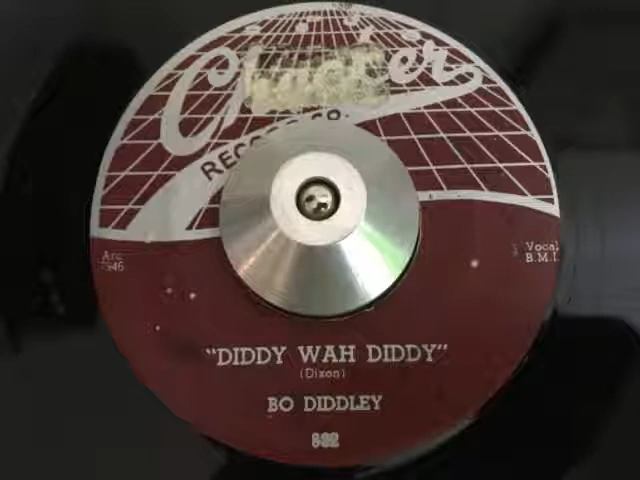 Checker
RECORD CO.
Arc
Vocal
B.M.I.
"DIDDY WAH DIDDY"
(Dixon)
BO DIDDLEY
832